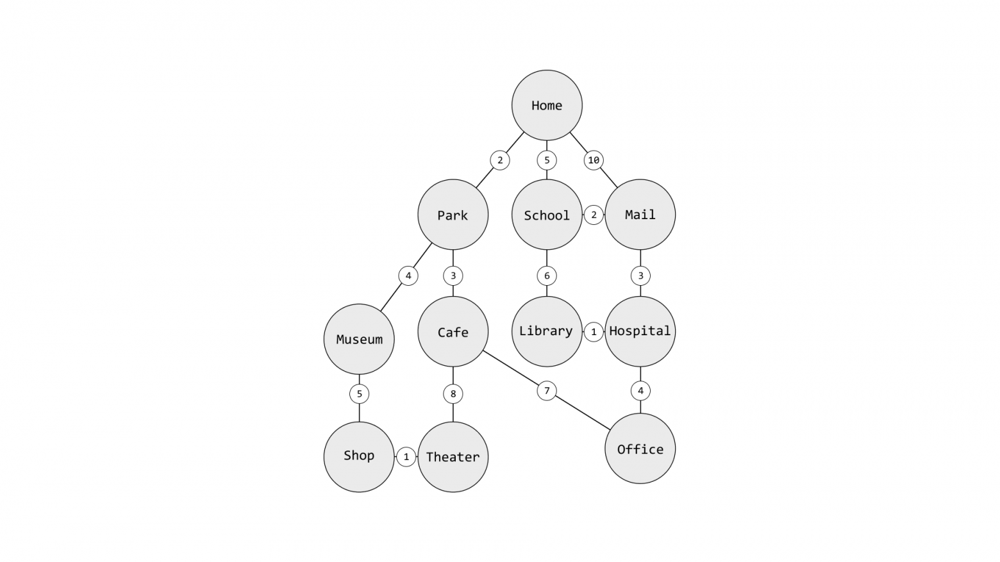 Home
2
5
10
Park
School
2
Mail
4
3
6
3
Museum
Cafe
Library
1
Hospital
5
8
7
4
Shop
1
Theater
Office